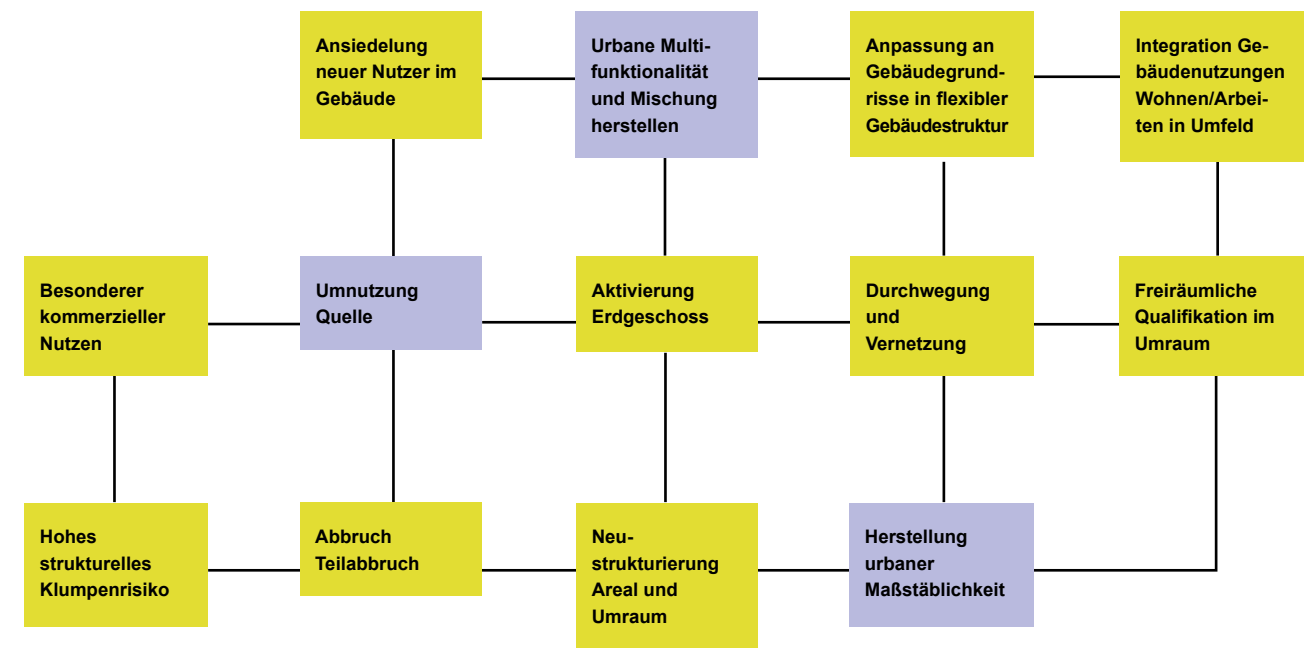 Ansiedelung
neuer Nutzer im
Gebäude
Urbane Multi-
funktionalität
und Mischung
herstellen
Anpassung an
Gebäudegrund-
risse in flexibler
Gebäudestruktur
Integration Ge-
bäudenutzungen
Wohnen/Arbei-
ten in Umfeld
Besonderer
kommerzieller
Nutzen
Umnutzung
Quelle
Aktivierung
Erdgeschoss
Durchwegung
und
Vernetzung
Freiräumliche
Qualifikation im
Umraum
Hohes
strukturelles
Klumpenrisiko
Abbruch
Teilabbruch
Neu-
strukturierung
Areal und
Umraum
Herstellung
urbaner
Maßstäblichkeit